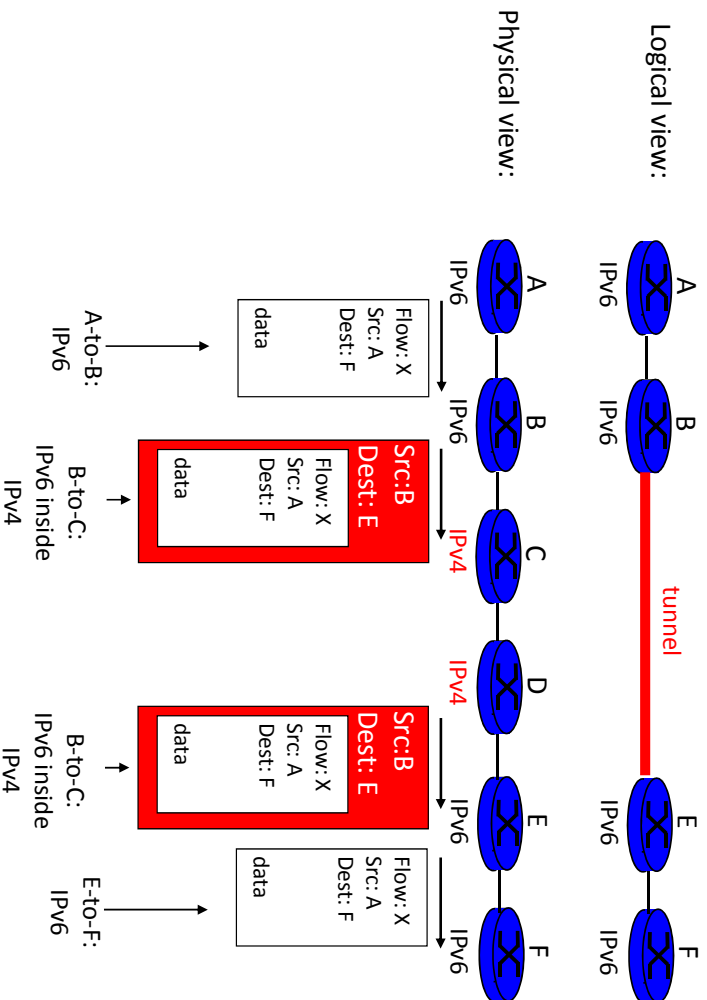 Logical view:
A
B
tunnel
E
F
IPv6
IPv6
IPv6
IPv6
Physical view:
A
B
C
D
E
F
IPv6
IPv6
IPv4
IPv4
IPv6
IPv6
Flow: X
Src: A
Dest: F
data
Src:B
Dest: E
Flow: X
Src: A
Dest: F
data
Src:B
Dest: E
Flow: X
Src: A
Dest: F
data
Flow: X
Src: A
Dest: F
data
A-to-B:
IPv6
B-to-C:
IPv6 inside
IPv4
B-to-C:
IPv6 inside
IPv4
E-to-F:
IPv6